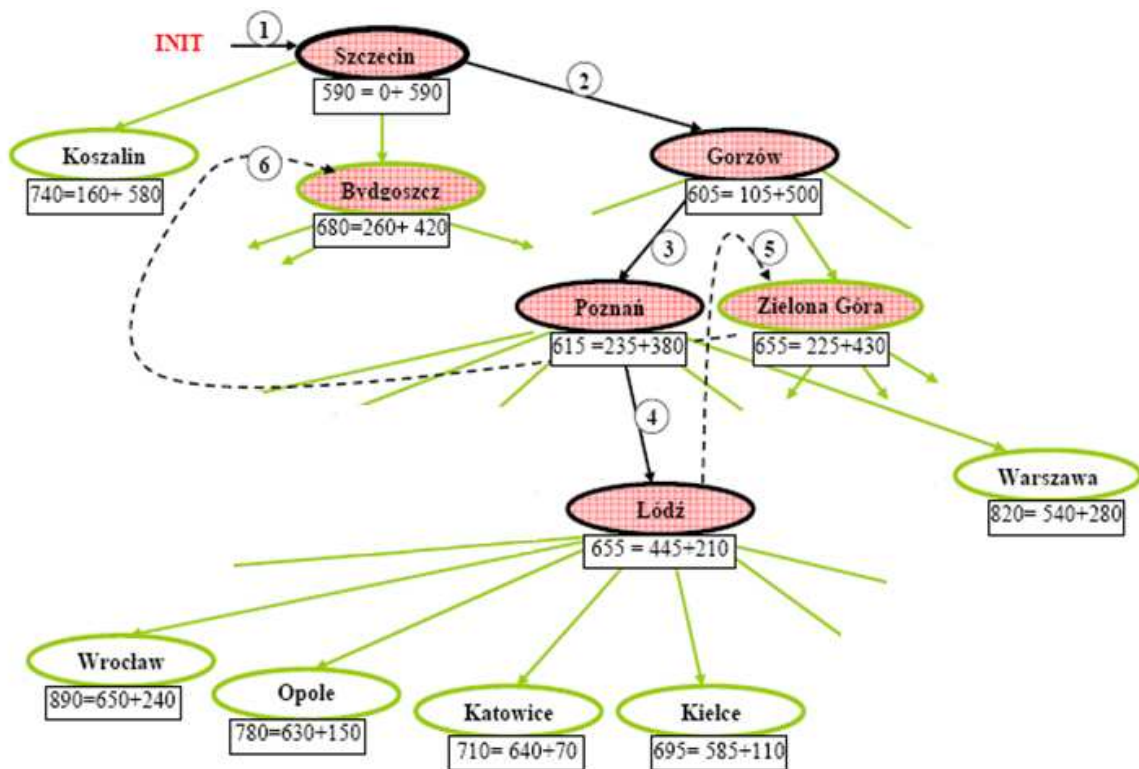 1
INIT
Szczecin
590 = 0+ 590
2
Koszalin
740=160+ 580
6
Bydgoszcz
680=260+ 420
Gorzów
605= 105+500
3
5
Poznań
615 =235+380
Zielona Góra
655= 225+430
4
Warszawa
820= 540+280
Łódź
655 = 445+210
Wrocław
890=650+240
Opole
780=630+150
Katowice
710= 640+70
Kielce
695= 585+110